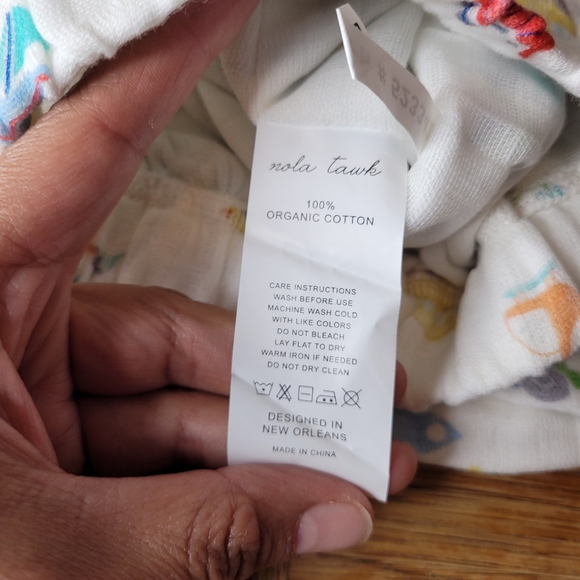 nola tawk
100%
ORGANIC COTTON
CARE INSTRUCTIONS
WASH BEFORE USE
MACHINE WASH COLD
WITH LIKE COLORS
DO NOT BLEACH
LAY FLAT TO DRY
WARM IRON IF NEEDED
DO NOT DRY CLEAN
DESIGNED IN
NEW ORLEANS
MADE IN CHINA